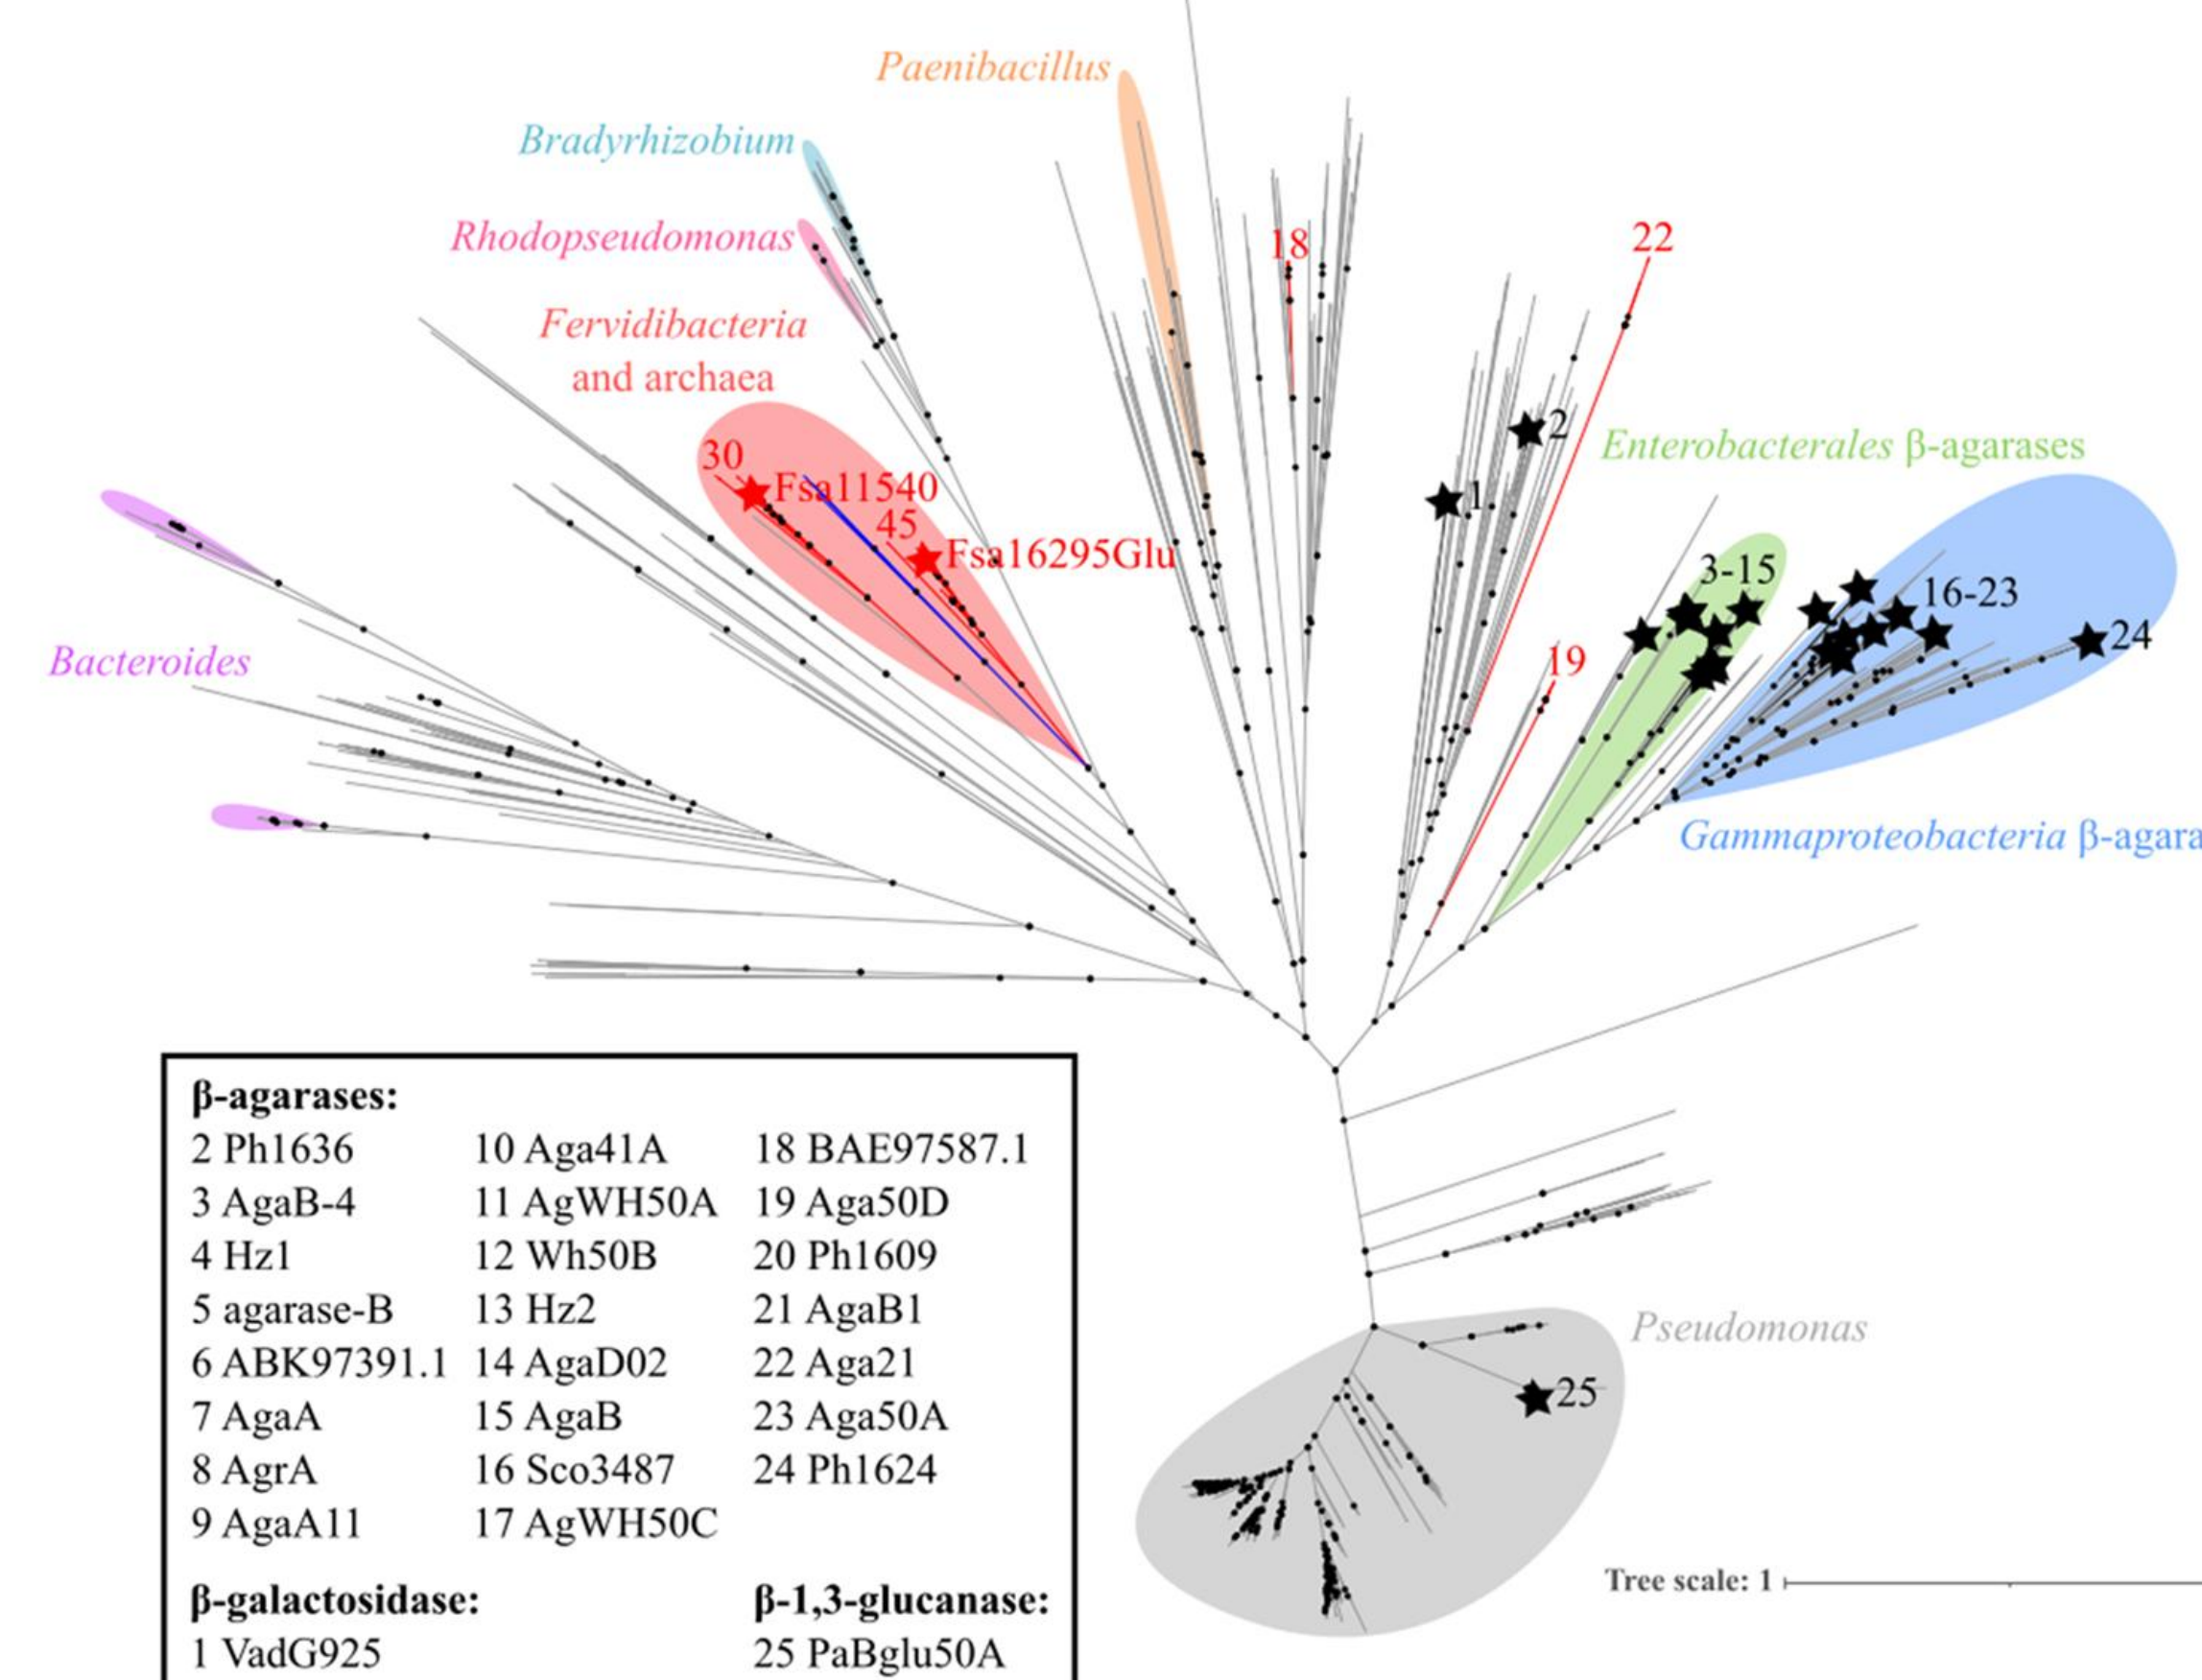 Paenibacillus
Bradyrhizobium
Rhodopseudomonas
18
22
Fervidibacteria
and archaea
2
Enterobacterales β-agarases
30
Fsa11540
1
45
Fsa16295Glu
3-15
16-23
24
19
Bacteroides
Gammaproteobacteria β-agara
β-agarases:
2 Ph1636 10 Aga41A 18 BAE97587.1
3 AgaB-4 11 AgWH50A 19 Aga50D
4 Hz1 12 Wh50B 20 Ph1609
5 agarase-B 13 Hz2 21 AgaB1
6 ABK97391.1 14 AgaD02 22 Aga21
7 AgaA 15 AgaB 23 Aga50A
8 AgrA 16 Sco3487 24 Ph1624
9 AgaA11 17 AgWH50C
β-galactosidase: β-1,3-glucanase:
1 VadG925 25 PaBglu50A
Pseudomonas
25
Tree scale: 1